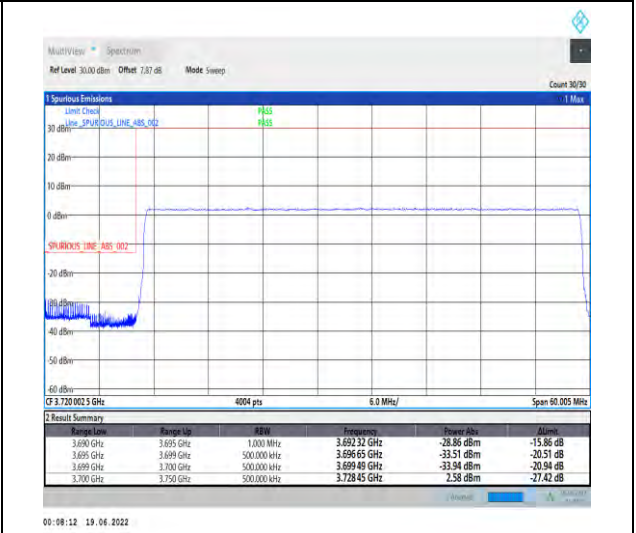 MultiView Spectrum
Ref Level 30.00 dBm Offset 7.87 dB Mode Sweep
Count 30/30
1 Spurious Emissions 1 Max
Limit Check PASS
Line _SPURIOUS_LINE_ABS_002 PASS
30 dBm
20 dBm
10 dBm
0 dBm
SPURIOUS_LINE_ABS_002
-20 dBm
-30 dBm
-40 dBm
-50 dBm
-60 dBm
CF 3.720 002 5 GHz 4004 pts 6.0 MHz/ Span 60.005 MHz
2 Result Summary
Range Low Range Up RBW Frequency Power Abs ΔLimit
3.690 GHz 3.695 GHz 1.000 MHz 3.692 32 GHz -28.86 dBm -15.86 dB
3.695 GHz 3.699 GHz 500.000 kHz 3.696 65 GHz -33.51 dBm -20.51 dB
3.699 GHz 3.700 GHz 500.000 kHz 3.699 49 GHz -33.94 dBm -20.94 dB
3.700 GHz 3.750 GHz 500.000 kHz 3.728 45 GHz 2.58 dBm -27.42 dB
00:08:12 19.06.2022